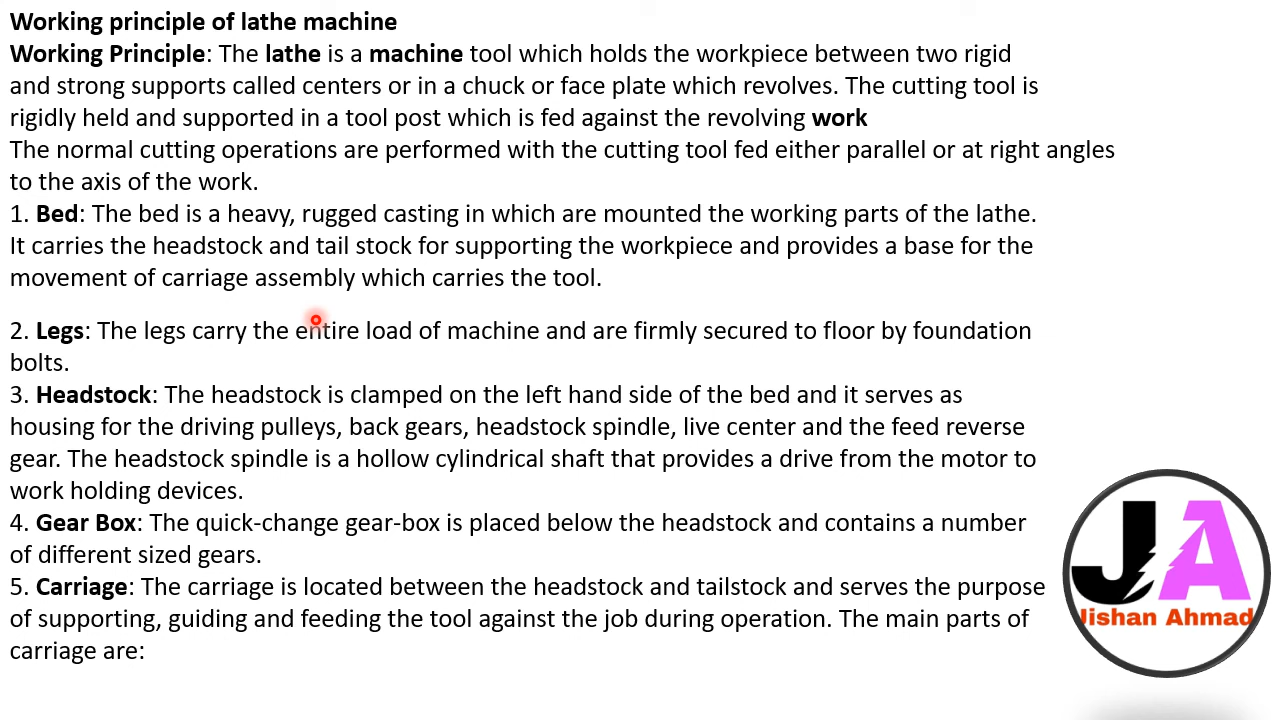 Working principle of lathe machine
Working Principle: The lathe is a machine tool which holds the workpiece between two rigid
and strong supports called centers or in a chuck or face plate which revolves. The cutting tool is
rigidly held and supported in a tool post which is fed against the revolving work
The normal cutting operations are performed with the cutting tool fed either parallel or at right angles
to the axis of the work.
1. Bed: The bed is a heavy, rugged casting in which are mounted the working parts of the lathe.
It carries the headstock and tail stock for supporting the workpiece and provides a base for the
movement of carriage assembly which carries the tool.
2. Legs: The legs carry the entire load of machine and are firmly secured to floor by foundation
bolts.
3. Headstock: The headstock is clamped on the left hand side of the bed and it serves as
housing for the driving pulleys, back gears, headstock spindle, live center and the feed reverse
gear. The headstock spindle is a hollow cylindrical shaft that provides a drive from the motor to
work holding devices.
4. Gear Box: The quick-change gear-box is placed below the headstock and contains a number
of different sized gears.
5. Carriage: The carriage is located between the headstock and tailstock and serves the purpose
of supporting, guiding and feeding the tool against the job during operation. The main parts of
carriage are:
JA
Jishan Ahmad